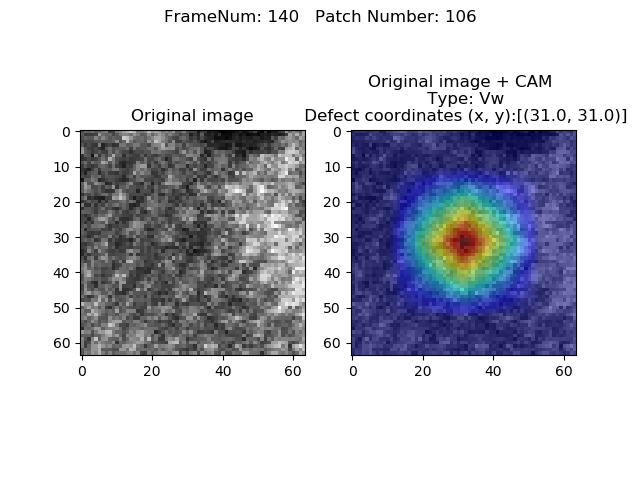 FrameNum: 140   Patch Number: 106
Original image
Original image + CAM
Type: Vw
Defect coordinates (x, y):[(31.0, 31.0)]
0
10
20
30
40
50
60
0 20 40 60
0
10
20
30
40
50
60
0 20 40 60